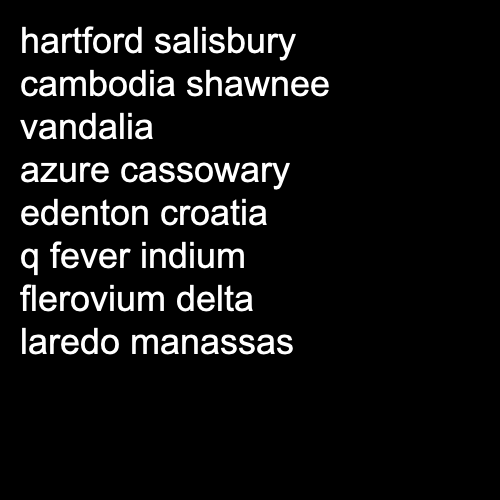 hartford salisbury
cambodia shawnee
vandalia
azure cassowary
edenton croatia
q fever indium
flerovium delta
laredo manassas